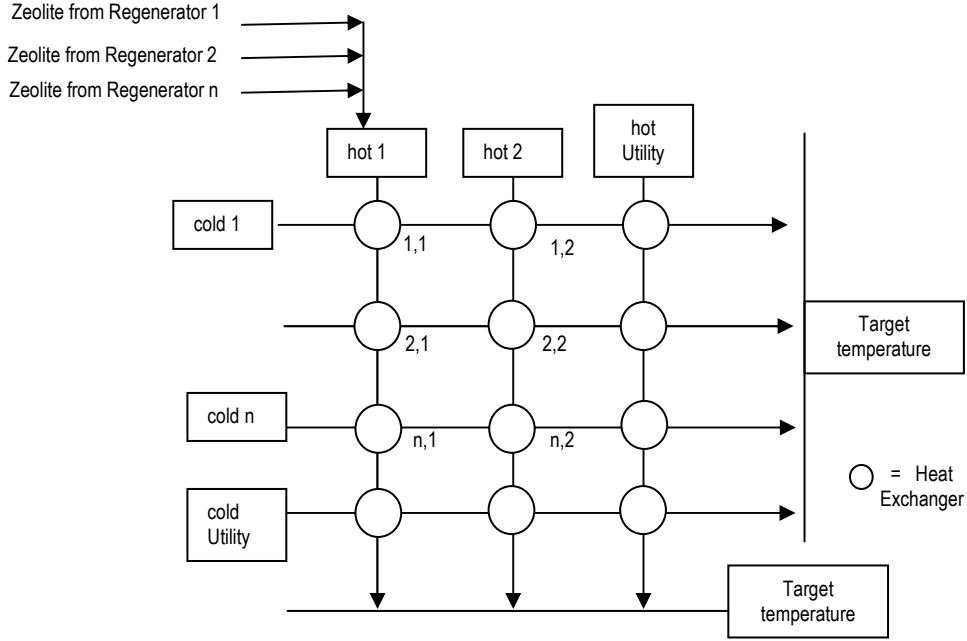 Zeolite from Regenerator 1
Zeolite from Regenerator 2
Zeolite from Regenerator n
hot 1
hot 2
hot
Utility
cold 1
1,1
1,2
2,1
2,2
Target
temperature
cold n
n,1
n,2
= Heat
Exchanger
cold
Utility
Target
temperature